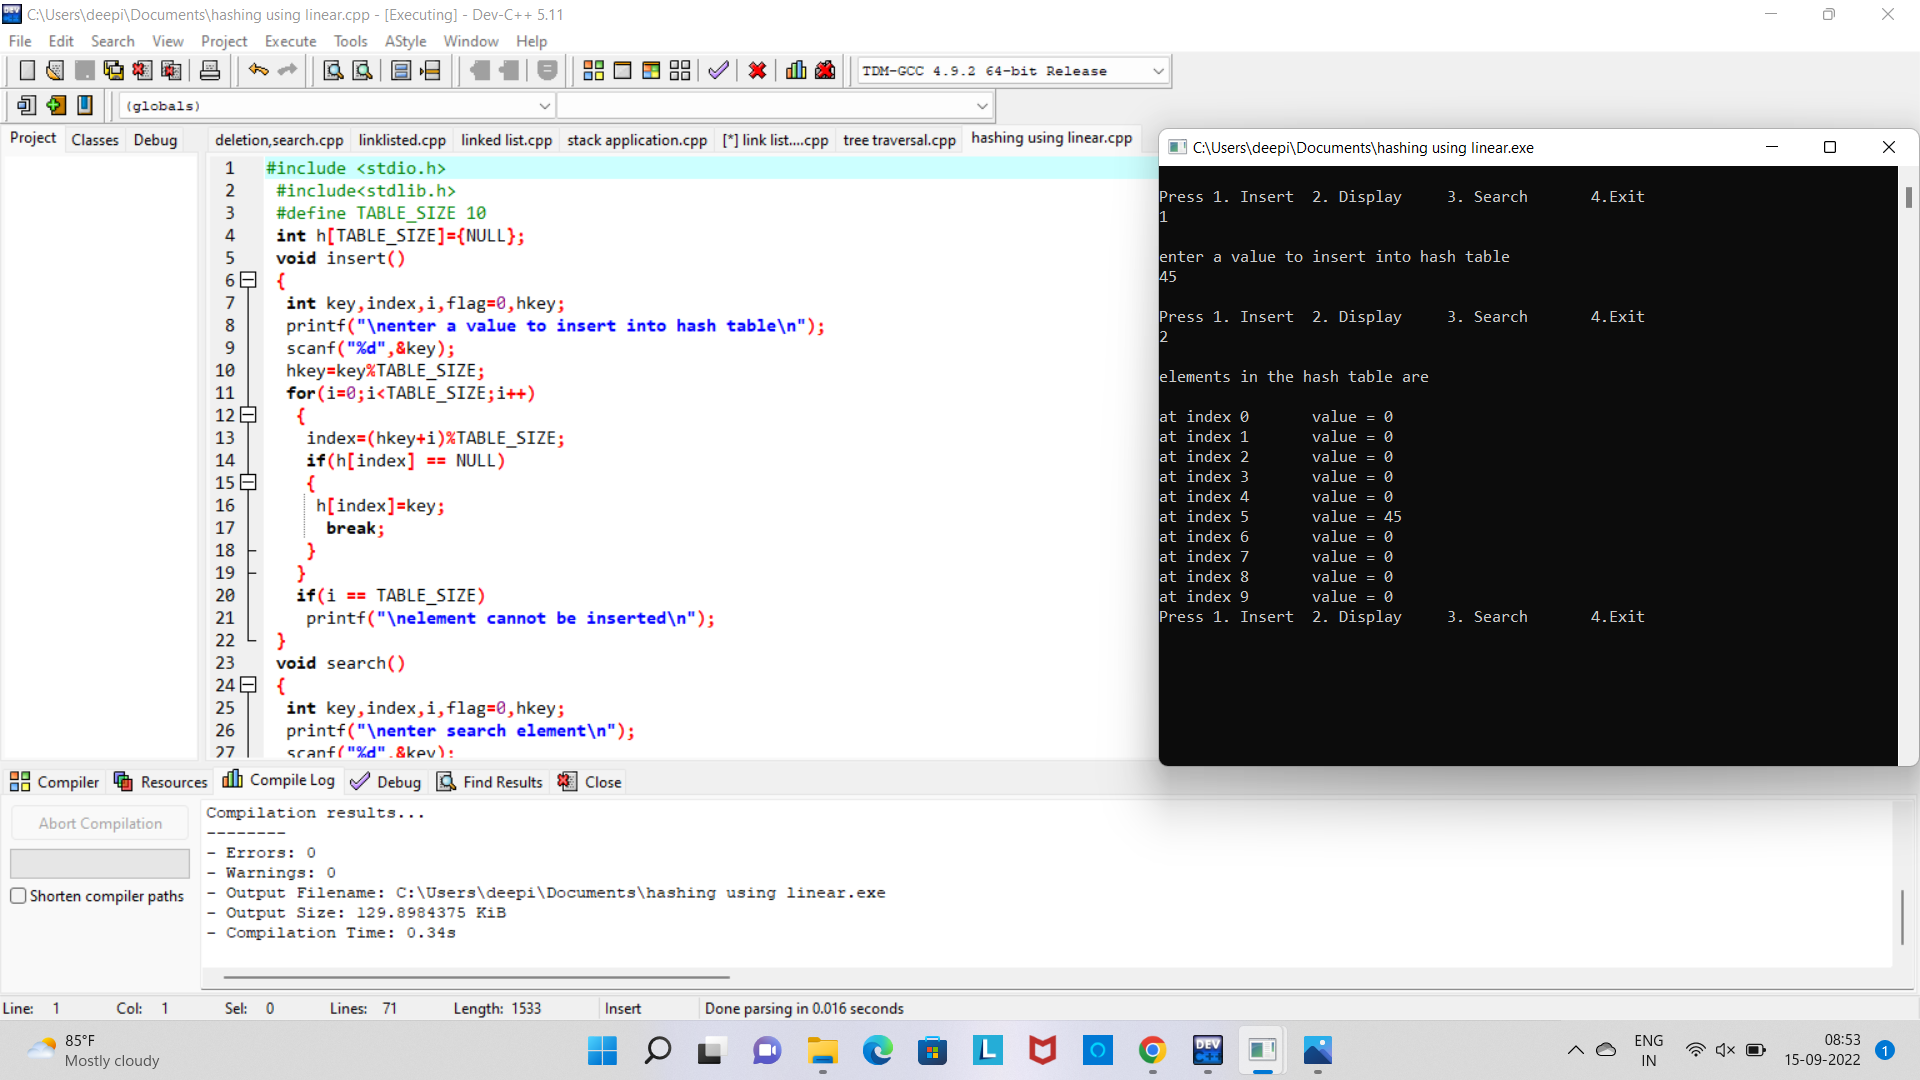 C:\Users\deepi\Documents\hashing using linear.cpp - [Executing] - Dev-C++ 5.11
File Edit Search View Project Execute Tools AStyle Window Help
TDM-GCC 4.9.2 64-bit Release
(globals)
Project Classes Debug
deletion,search.cpp linklisted.cpp linked list.cpp stack application.cpp [*] link list....cpp tree traversal.cpp hashing using linear.cpp
1 #include <stdio.h>
2 #include<stdlib.h>
3 #define TABLE_SIZE 10
4 int h[TABLE_SIZE]={NULL};
5 void insert()
6 {
7 int key,index,i,flag=0,hkey;
8 printf("\nenter a value to insert into hash table\n");
9 scanf("%d",&key);
10 hkey=key%TABLE_SIZE;
11 for(i=0;i<TABLE_SIZE;i++)
12 {
13 index=(hkey+i)%TABLE_SIZE;
14 if(h[index] == NULL)
15 {
16 h[index]=key;
17 break;
18 }
19 }
20 if(i == TABLE_SIZE)
21 printf("\nelement cannot be inserted\n");
22 }
23 void search()
24 {
25 int key,index,i,flag=0,hkey;
26 printf("\nenter search element\n");
27 scanf("%d",&key);
C:\Users\deepi\Documents\hashing using linear.exe
Press 1. Insert 2. Display 3. Search 4.Exit
1
enter a value to insert into hash table
45
Press 1. Insert 2. Display 3. Search 4.Exit
2
elements in the hash table are
at index 0 value = 0
at index 1 value = 0
at index 2 value = 0
at index 3 value = 0
at index 4 value = 0
at index 5 value = 45
at index 6 value = 0
at index 7 value = 0
at index 8 value = 0
at index 9 value = 0
Press 1. Insert 2. Display 3. Search 4.Exit
Compiler Resources Compile Log Debug Find Results Close
Abort Compilation
Shorten compiler paths
Compilation results...
--------
- Errors: 0
- Warnings: 0
- Output Filename: C:\Users\deepi\Documents\hashing using linear.exe
- Output Size: 129.8984375 KiB
- Compilation Time: 0.34s
Line: 1 Col: 1 Sel: 0 Lines: 71 Length: 1533 Insert Done parsing in 0.016 seconds
85°F
Mostly cloudy
L
DEV
C++
ENG
IN
08:53
15-09-2022
1